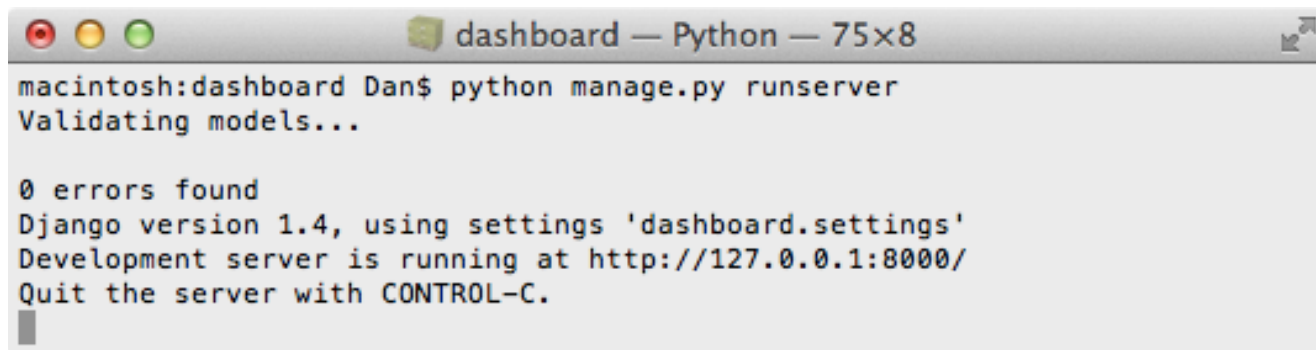 dashboard — Python — 75×8
macintosh:dashboard Dan$ python manage.py runserver
Validating models...
0 errors found
Django version 1.4, using settings 'dashboard.settings'
Development server is running at http://127.0.0.1:8000/
Quit the server with CONTROL-C.